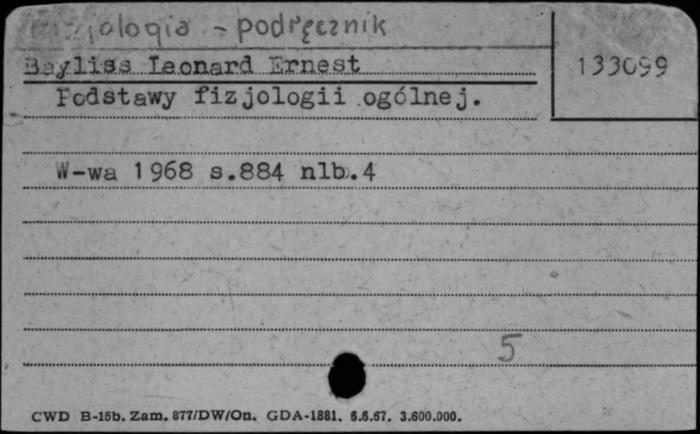 Fizjologia - podręcznik
Bayliss Leonard Ernest
133099
Podstawy fizjologii ogólnej.
W-wa 1968 s.884 nlb.4
5
CWD B-15b. Zam. 877/DW/On. GDA-1881. 6.6.67. 3.600.000.